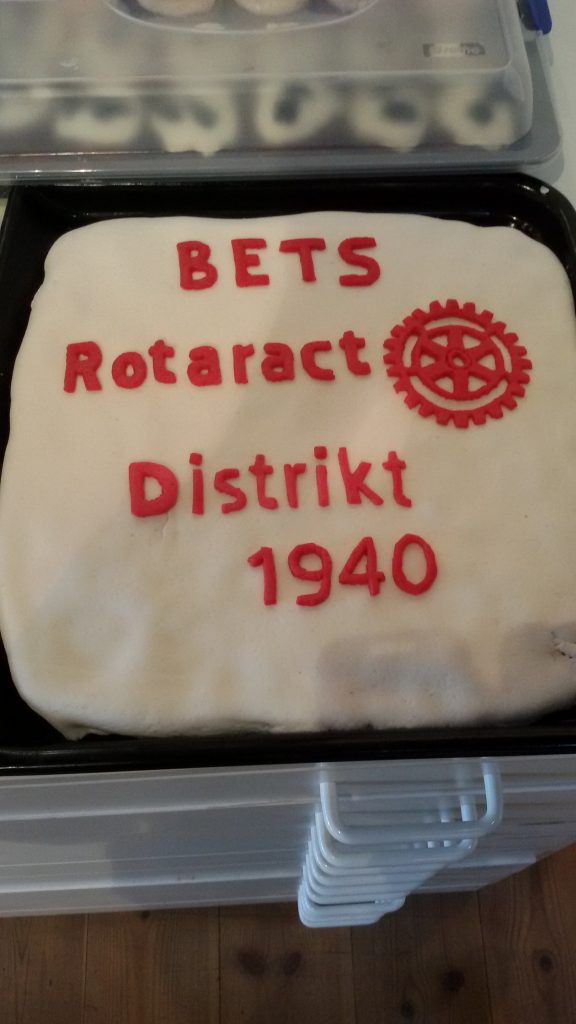 BETS
Rotaract
Distrikt
1940